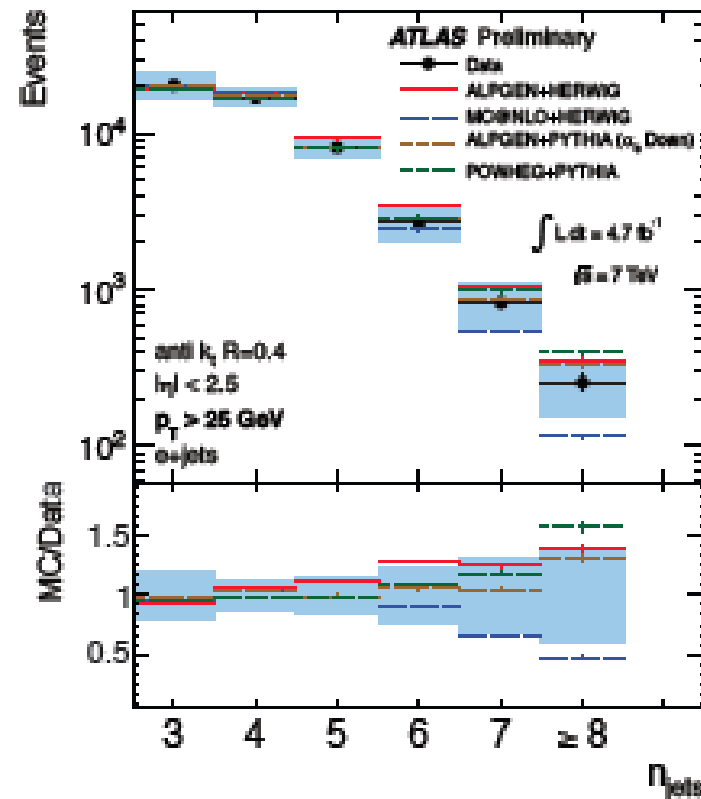 Events
ATLAS Preliminary
Data
ALPGEN+HERWIG
MC@NLO+HERWIG
ALPGEN+PYTHIA (αs Down)
POWHEG+PYTHIA
∫ L dt = 4.7 fb⁻¹
√s = 7 TeV
10⁴
10³
10²
anti kt R=0.4
|η| < 2.5
pT > 25 GeV
e+jets
MC/Data
1.5
1
0.5
3 4 5 6 7 ≥ 8
njets